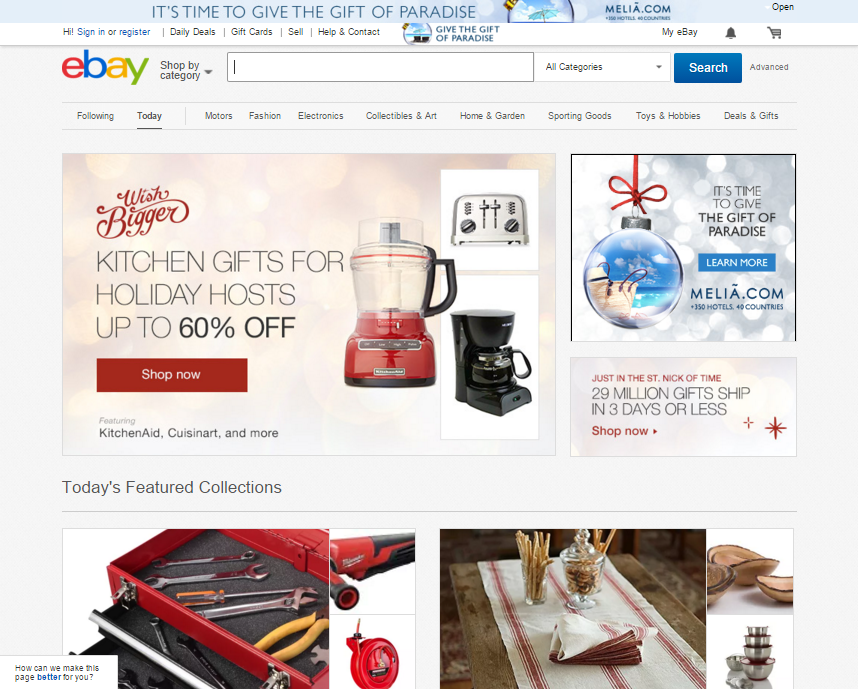 IT'S TIME TO GIVE THE GIFT OF PARADISE
MELIÃ.COM
+350 HOTELS. 40 COUNTRIES
Open
Hi! Sign in or register | Daily Deals | Gift Cards | Sell | Help & Contact
GIVE THE GIFT
OF PARADISE
My eBay
ebay
Shop by
category
All Categories
Search
Advanced
Following
Today
Motors
Fashion
Electronics
Collectibles & Art
Home & Garden
Sporting Goods
Toys & Hobbies
Deals & Gifts
Wish
Bigger
KITCHEN GIFTS FOR
HOLIDAY HOSTS
UP TO 60% OFF
Shop now
Featuring
KitchenAid, Cuisinart, and more
IT'S TIME
TO GIVE
THE GIFT OF
PARADISE
LEARN MORE
MELIÃ.COM
+350 HOTELS. 40 COUNTRIES
JUST IN THE ST. NICK OF TIME
29 MILLION GIFTS SHIP
IN 3 DAYS OR LESS
Shop now
Today's Featured Collections
How can we make this
page better for you?